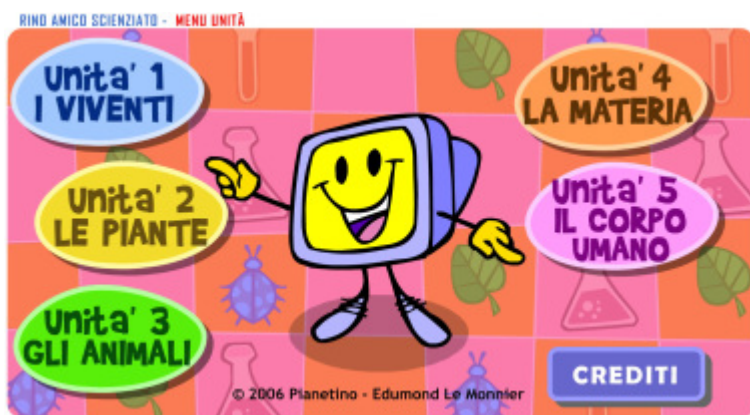 RINO AMICO SCIENZIATO - MENU UNITÀ
Unita' 1
I VIVENTI
Unita' 2
LE PIANTE
Unita' 3
GLI ANIMALI
Unita' 4
LA MATERIA
Unita' 5
IL CORPO
UMANO
CREDITI
© 2006 Pianetino - Edumond Le Monnier